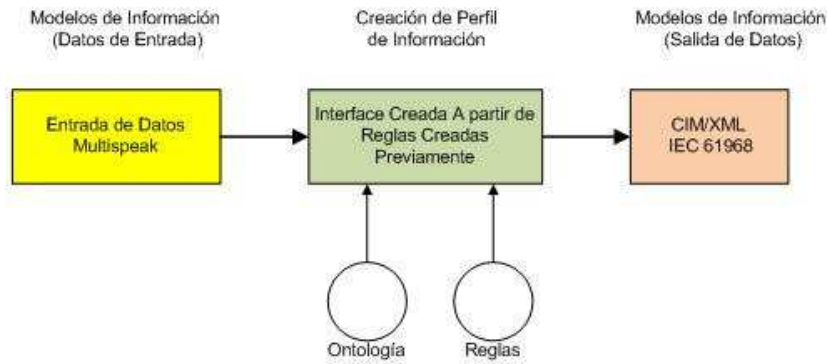 Modelos de Información
(Datos de Entrada)
Creación de Perfil
de Información
Modelos de Información
(Salida de Datos)
Entrada de Datos
Multispeak
Interface Creada A partir de
Reglas Creadas
Previamente
CIM/XML
IEC 61968
Ontología
Reglas